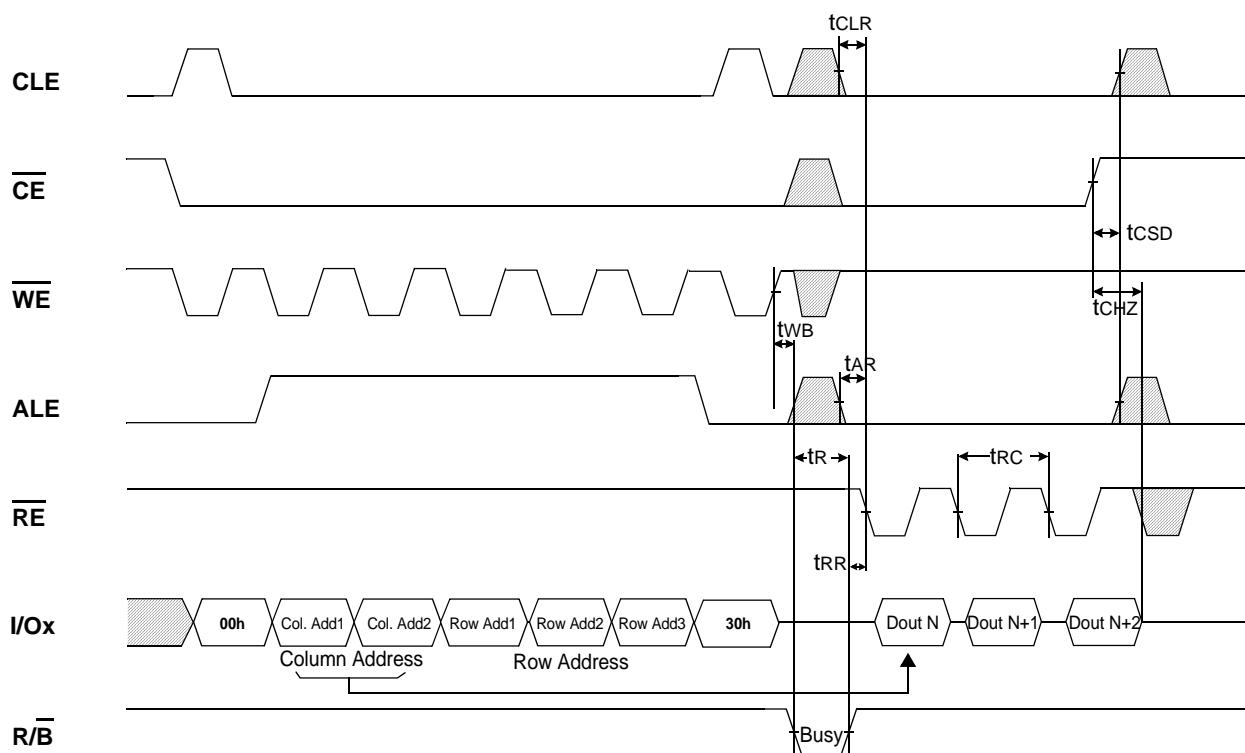 tCLR
CLE
CE
tCSD
WE
tCHZ
tWB
tAR
ALE
tR
tRC
RE
tRR
I/Ox
00h
Col. Add1
Col. Add2
Row Add1
Row Add2
Row Add3
30h
Dout N
Dout N+1
Dout N+2
Column Address
Row Address
R/B
Busy